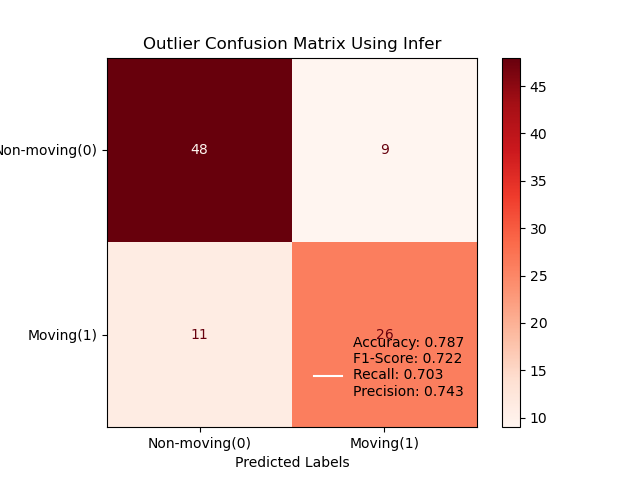 Outlier Confusion Matrix Using Infer
Non-moving(0)
48
9
Moving(1)
11
26
Accuracy: 0.787
F1-Score: 0.722
Recall: 0.703
Precision: 0.743
Non-moving(0)
Moving(1)
Predicted Labels
45
40
35
30
25
20
15
10